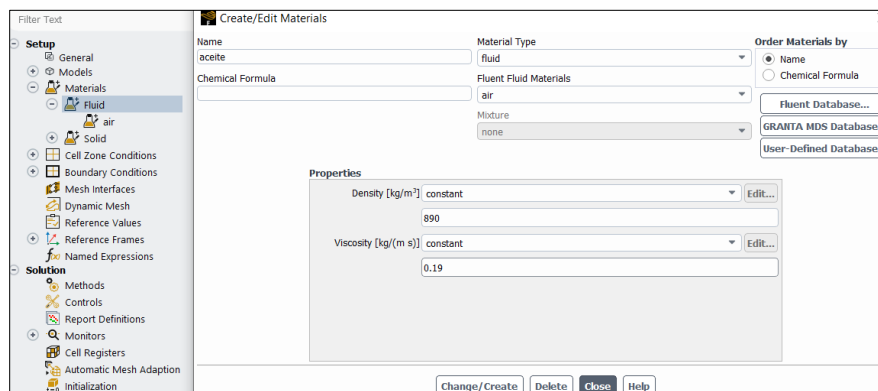 Filter Text
Setup
General
Models
Materials
Fluid
air
Solid
Cell Zone Conditions
Boundary Conditions
Mesh Interfaces
Dynamic Mesh
Reference Values
Reference Frames
f(x) Named Expressions
Solution
Methods
Controls
Report Definitions
Monitors
Cell Registers
Automatic Mesh Adaption
Initialization
Create/Edit Materials
Name
aceite
Chemical Formula
Material Type
fluid
Fluent Fluid Materials
air
Mixture
none
Order Materials by
Name
Chemical Formula
Fluent Database...
GRANTA MDS Database
User-Defined Database
Properties
Density [kg/m³] constant Edit...
890
Viscosity [kg/(m s)] constant Edit...
0.19
Change/Create Delete Close Help